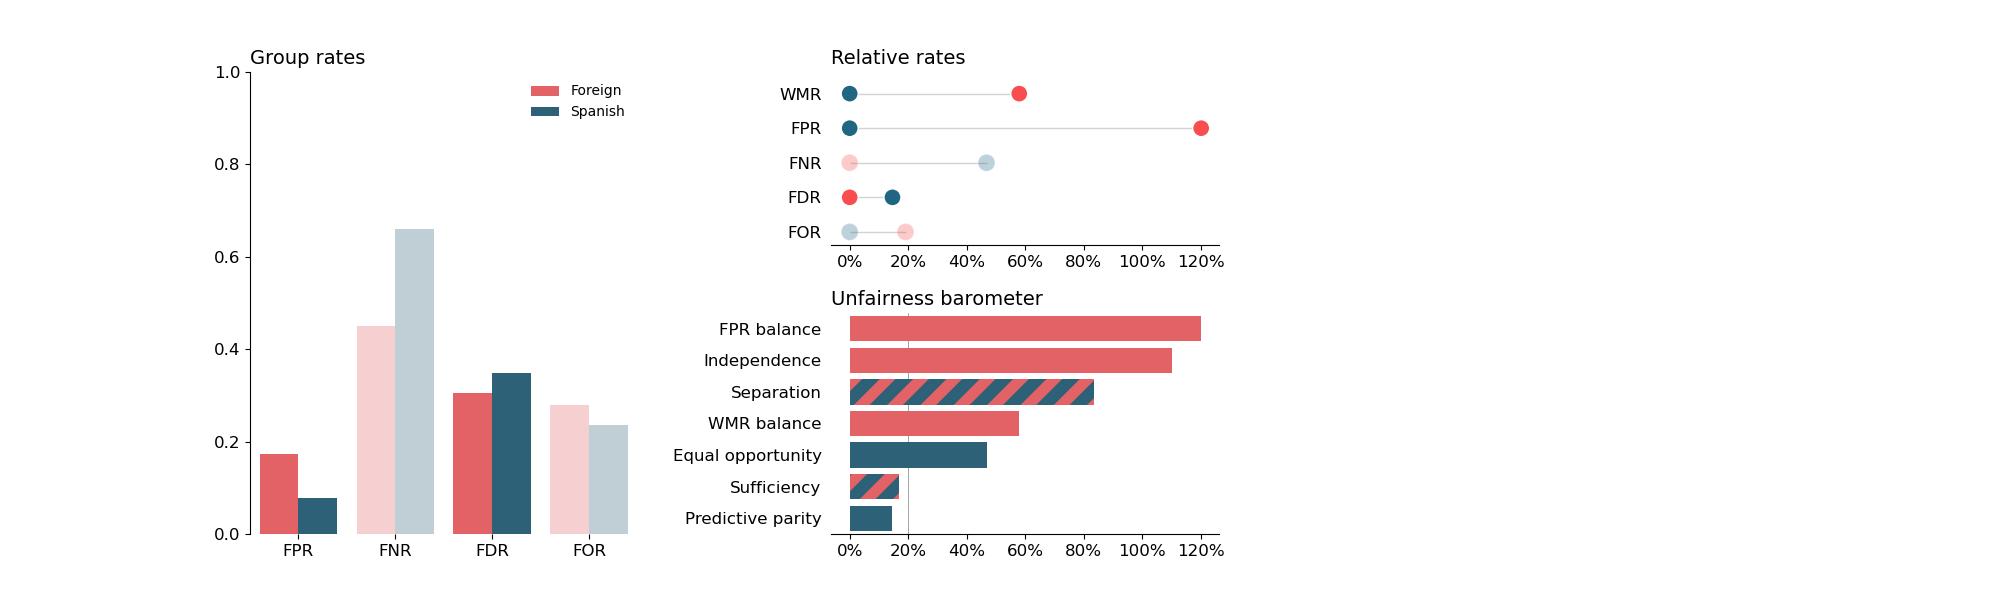 Group rates
1.0
0.8
0.6
0.4
0.2
0.0
Foreign
Spanish
FPR FNR FDR FOR
Relative rates
WMR
FPR
FNR
FDR
FOR
0% 20% 40% 60% 80% 100% 120%
Unfairness barometer
FPR balance
Independence
Separation
WMR balance
Equal opportunity
Sufficiency
Predictive parity
0% 20% 40% 60% 80% 100% 120%